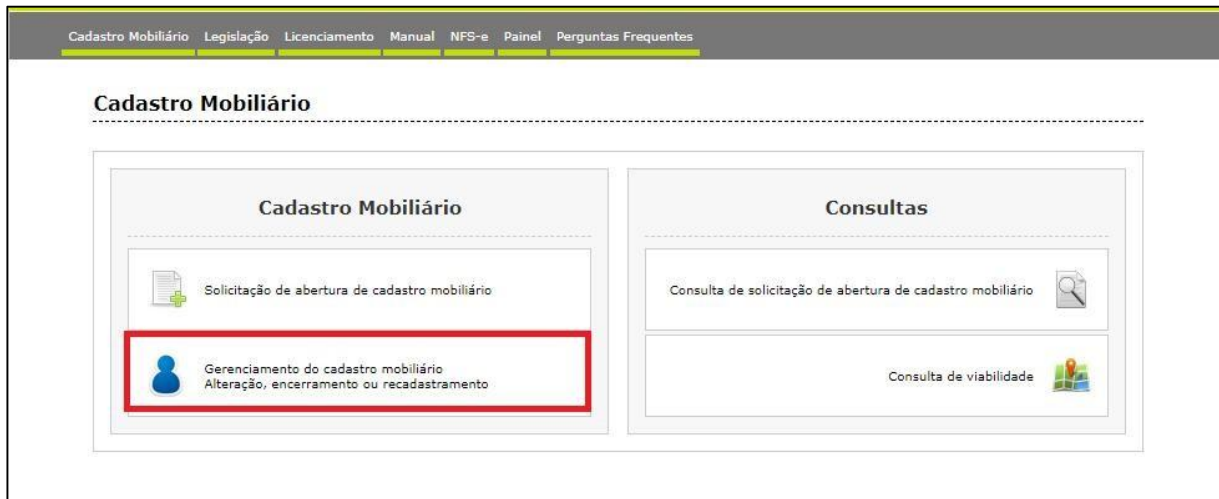 Cadastro Mobiliário Legislação Licenciamento Manual NFS-e Painel Perguntas Frequentes
Cadastro Mobiliário
Cadastro Mobiliário
Solicitação de abertura de cadastro mobiliário
Gerenciamento do cadastro mobiliário
Alteração, encerramento ou recadastramento
Consultas
Consulta de solicitação de abertura de cadastro mobiliário
Consulta de viabilidade